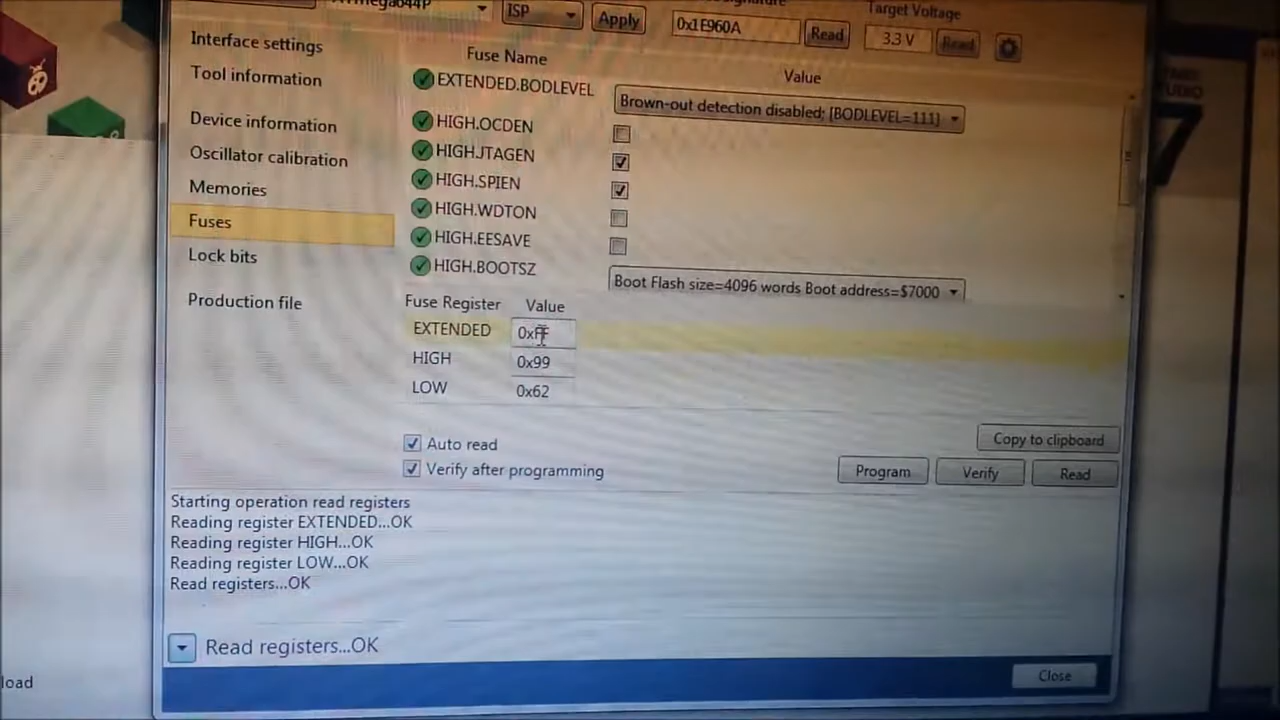 ISP
Apply
0x1E960A
Read
Target Voltage
3.3 V
Read
Interface settings
Tool information
Device information
Oscillator calibration
Memories
Fuses
Lock bits
Production file
Fuse Name
Value
EXTENDED.BODLEVEL
Brown-out detection disabled; [BODLEVEL=111]
HIGH.OCDEN
HIGH.JTAGEN
HIGH.SPIEN
HIGH.WDTON
HIGH.EESAVE
HIGH.BOOTSZ
Boot Flash size=4096 words Boot address=$7000
Fuse Register
Value
EXTENDED
0xFF
HIGH
0x99
LOW
0x62
Auto read
Verify after programming
Copy to clipboard
Program
Verify
Read
Starting operation read registers
Reading register EXTENDED...OK
Reading register HIGH...OK
Reading register LOW...OK
Read registers...OK
Read registers...OK
Close
load